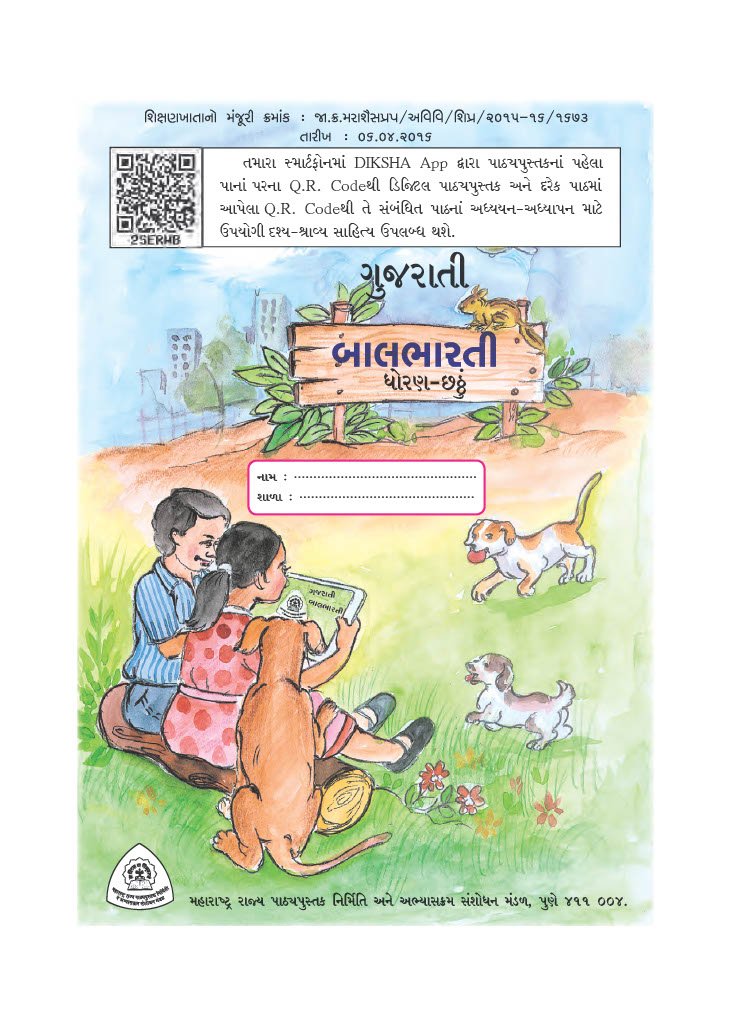 શિક્ષણખાતાનો મંજૂરી ક્રમાંક : જા.ક્ર.મરાશૈસપ્રપ/અવિવિ/શિપ્ર/૨૦૧૫-૧૬/૧૬૭૩
તારીખ : ૦૬.૦૪.૨૦૧૬
તમારા સ્માર્ટફોનમાં DIKSHA App દ્વારા પાઠ્યપુસ્તકનાં પહેલા
પાનાં પરના Q.R. Codeથી ડિજિટલ પાઠ્યપુસ્તક અને દરેક પાઠમાં
આપેલા Q.R. Codeથી તે સંબંધિત પાઠનાં અધ્યયન-અધ્યાપન માટે
ઉપયોગી દશ્ય-શ્રાવ્ય સાહિત્ય ઉપલબ્ધ થશે.
2SERWB
ગુજરાતી
બાલભારતી
ધોરણ-છઠ્ઠું
નામ : ................................................
શાળા : ..............................................
ગુજરાતી
બાલભારતી
મહારાષ્ટ્ર રાજ્ય પાઠ્યપુસ્તક નિર્મિતિ અને અભ્યાસક્રમ સંશોધન મંડળ, પુણે ૪૧૧ ૦૦૪.